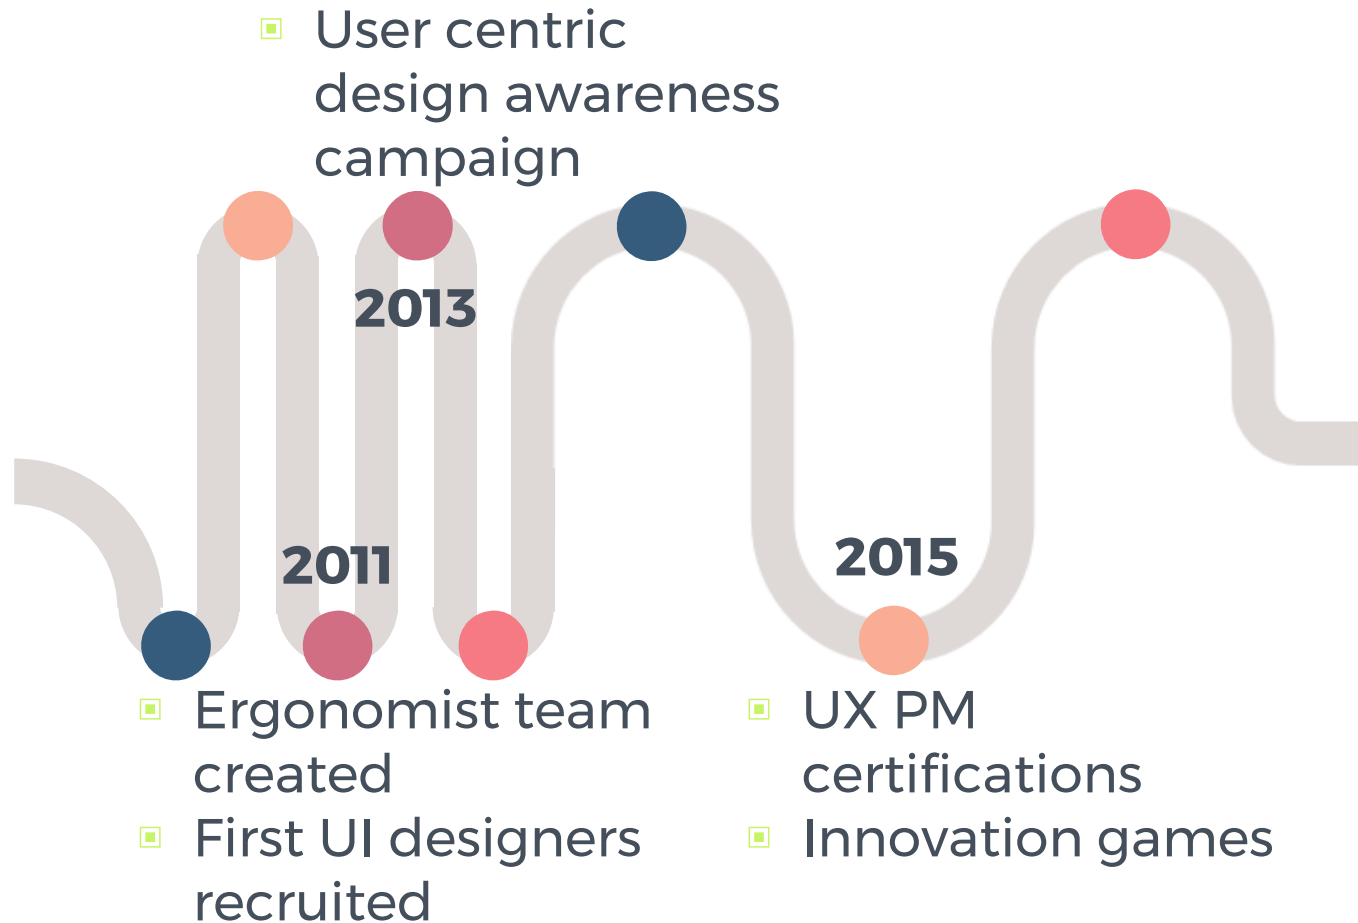 User centric
design awareness
campaign
2013
2011
2015
Ergonomist team
created
First UI designers
recruited
UX PM
certifications
Innovation games